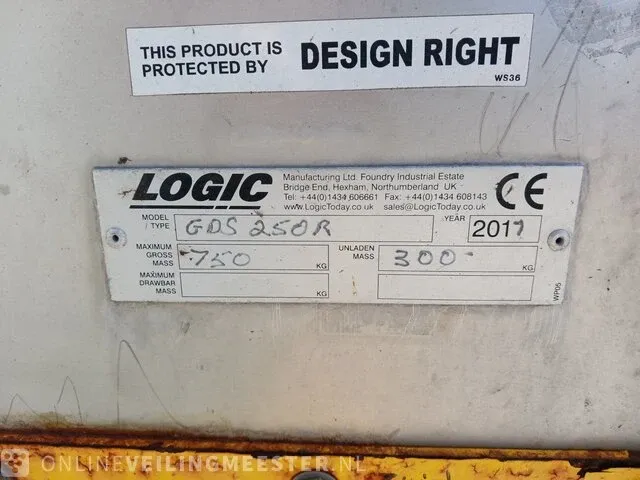 THIS PRODUCT IS
PROTECTED BY
DESIGN RIGHT
WS36
LOGIC
Manufacturing Ltd. Foundry Industrial Estate
Bridge End, Hexham, Northumberland UK
Tel: +44(0)1434 606661 Fax: +44(0)1434 608143
www.LogicToday.co.uk sales@LogicToday.co.uk
CE
MODEL / TYPE GDS 250R YEAR 2011
MAXIMUM GROSS MASS 750 KG UNLADEN MASS 300 KG
MAXIMUM DRAWBAR MASS KG
WP05
ONLINEVEILINGMEESTER.NL